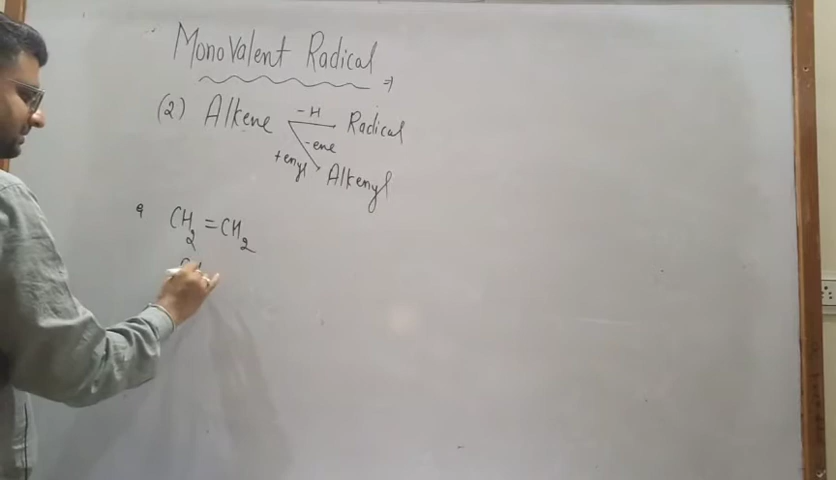 MonoValent Radical ⇒
(2) Alkene -H Radical
-ene
+enyl Alkenyl
CH2 = CH2